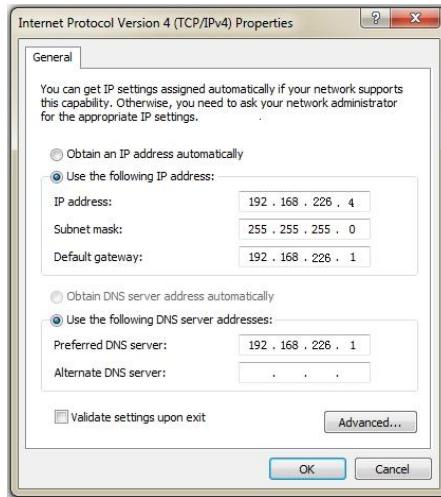 Internet Protocol Version 4 (TCP/IPv4) Properties
General
You can get IP settings assigned automatically if your network supports
this capability. Otherwise, you need to ask your network administrator
for the appropriate IP settings.
Obtain an IP address automatically
Use the following IP address:
IP address: 192 . 168 . 226 . 4
Subnet mask: 255 . 255 . 255 . 0
Default gateway: 192 . 168 . 226 . 1
Obtain DNS server address automatically
Use the following DNS server addresses:
Preferred DNS server: 192 . 168 . 226 . 1
Alternate DNS server: . . .
Validate settings upon exit
Advanced...
OK Cancel